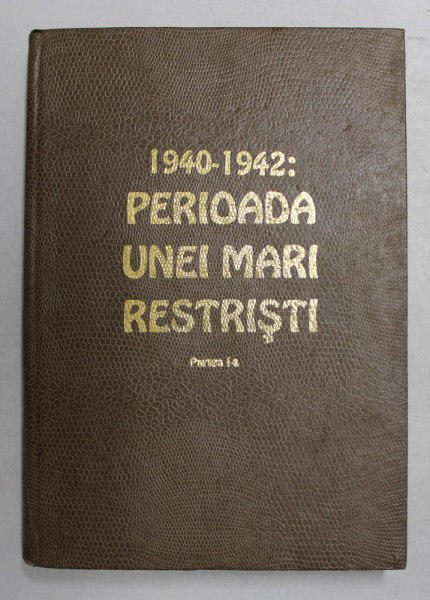 1940-1942:
PERIOADA
UNEI MARI
RESTRIȘTI
Partea I-a